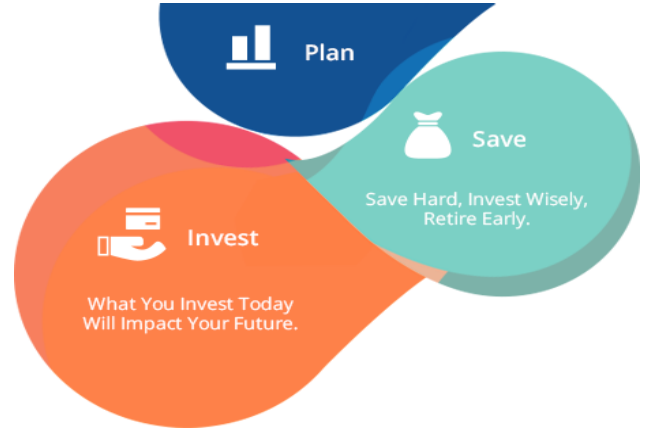 Plan
Save
Save Hard, Invest Wisely,
Retire Early.
Invest
What You Invest Today
Will Impact Your Future.